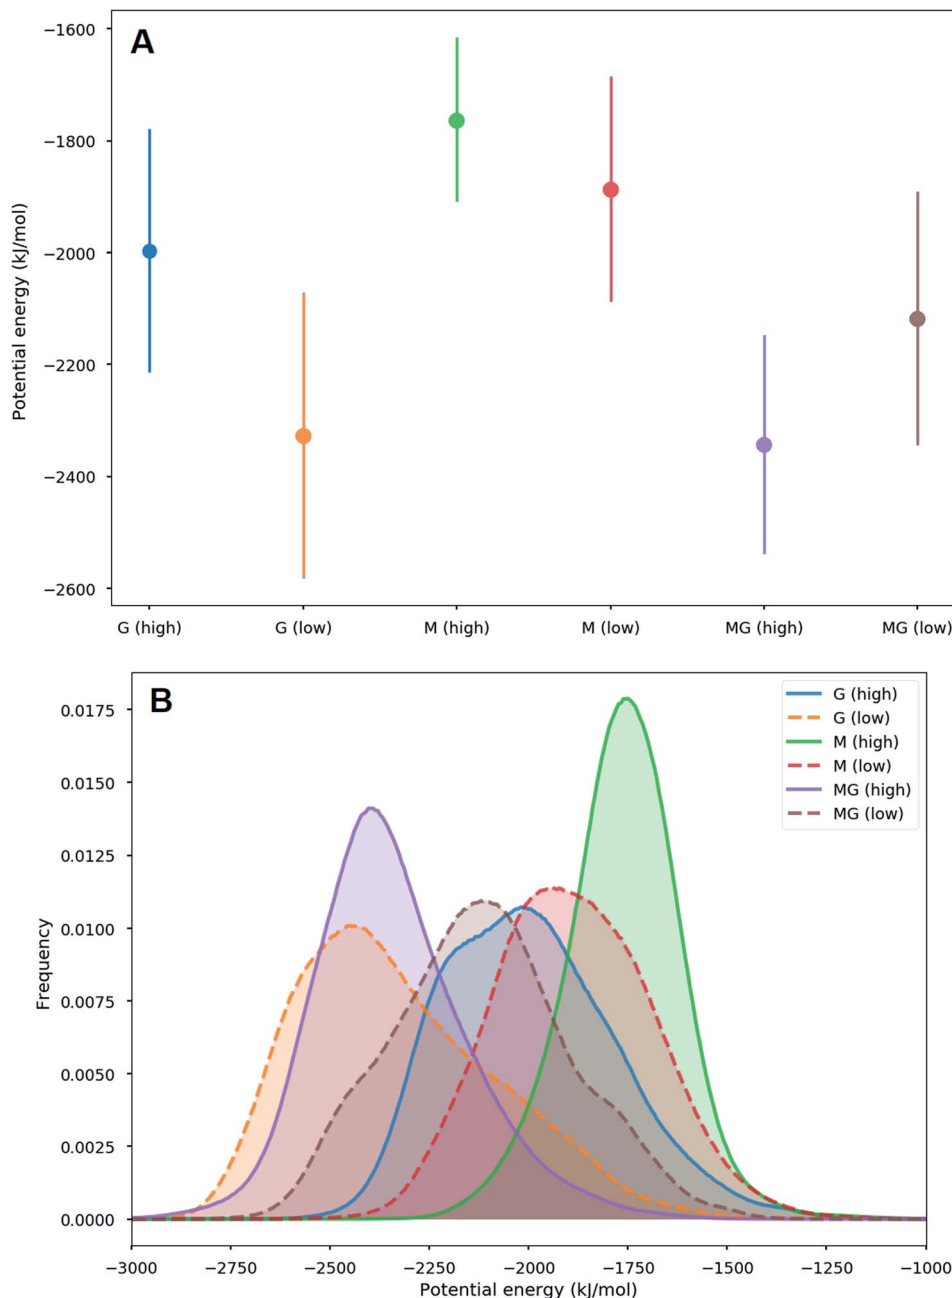 A
−1600
−1800
−2000
−2200
−2400
−2600
Potential energy (kJ/mol)
G (high) G (low) M (high) M (low) MG (high) MG (low)
B
G (high)
G (low)
M (high)
M (low)
MG (high)
MG (low)
0.0175
0.0150
0.0125
0.0100
0.0075
0.0050
0.0025
0.0000
Frequency
−3000 −2750 −2500 −2250 −2000 −1750 −1500 −1250 −1000
Potential energy (kJ/mol)